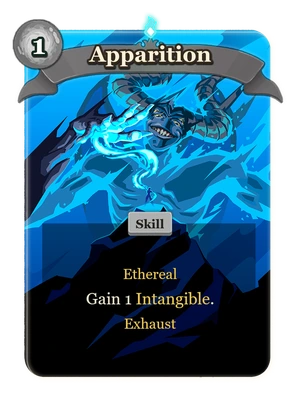 1
Apparition
Skill
Ethereal
Gain 1 Intangible.
Exhaust